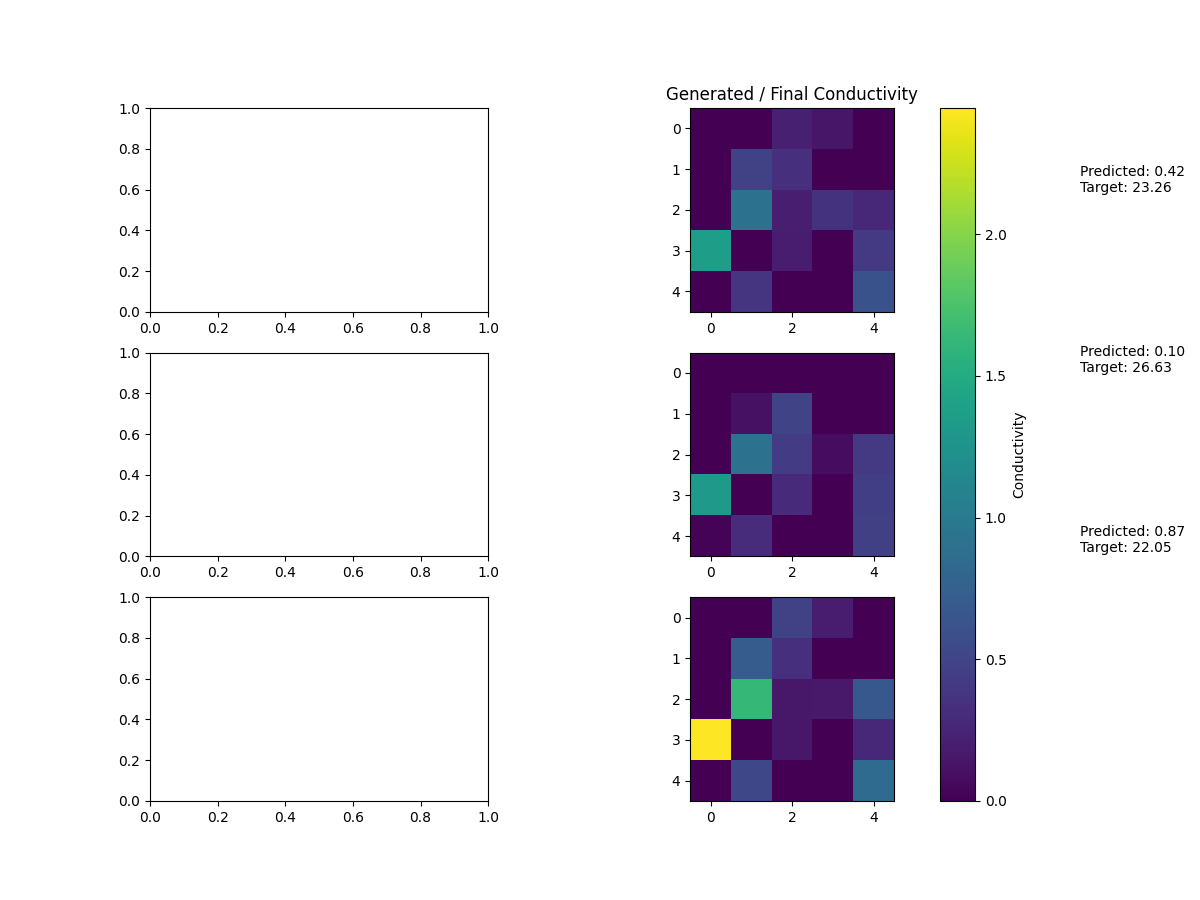 Generated / Final Conductivity
1.0
0.8
0.6
0.4
0.2
0.0
0.0 0.2 0.4 0.6 0.8 1.0
0
1
2
3
4
0 2 4
Predicted: 0.42
Target: 23.26
1.0
0.8
0.6
0.4
0.2
0.0
0.0 0.2 0.4 0.6 0.8 1.0
0
1
2
3
4
0 2 4
Predicted: 0.10
Target: 26.63
1.0
0.8
0.6
0.4
0.2
0.0
0.0 0.2 0.4 0.6 0.8 1.0
0
1
2
3
4
0 2 4
Predicted: 0.87
Target: 22.05
2.0
1.5
1.0
0.5
0.0
Conductivity